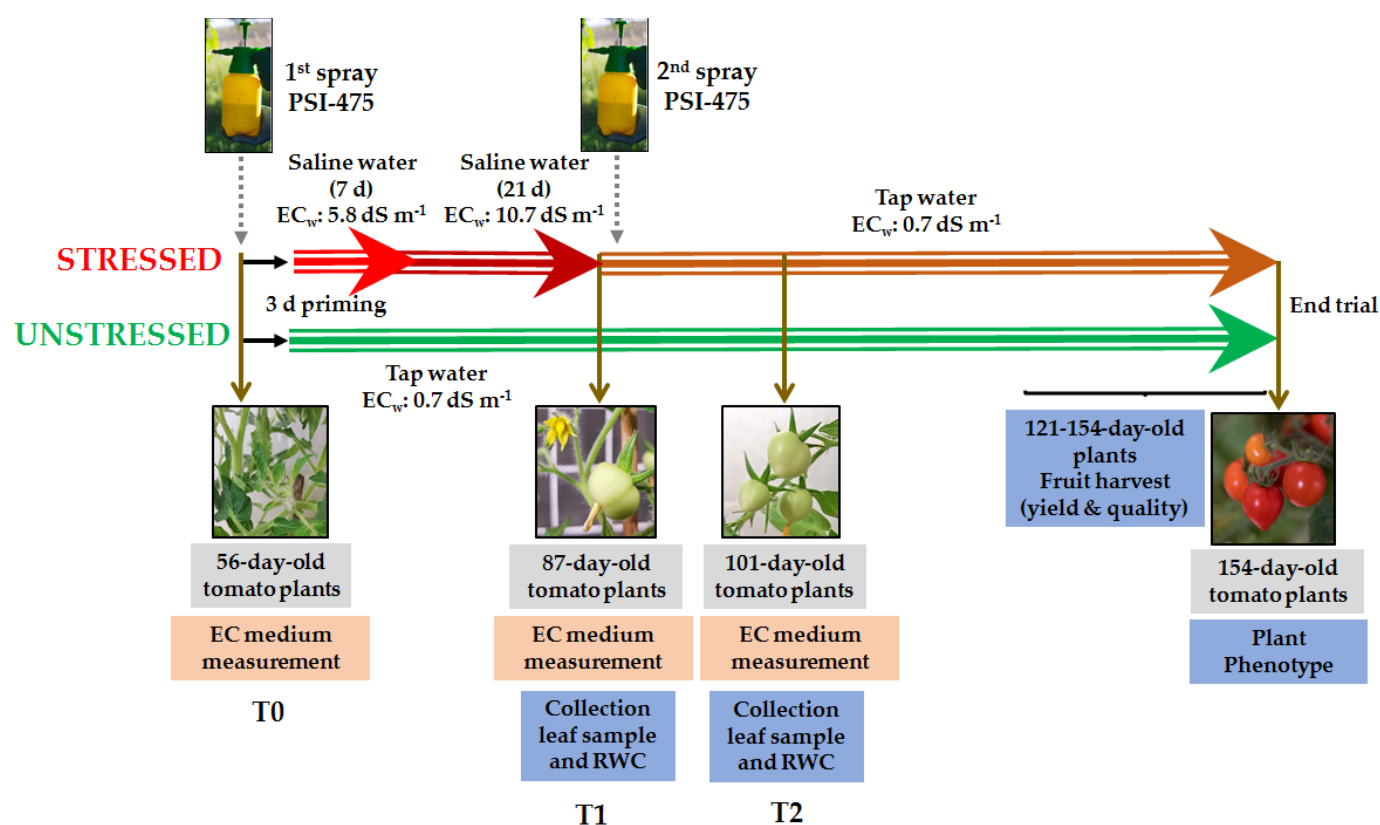 1st spray
PSI-475
2nd spray
PSI-475
Saline water
(7 d)
ECw: 5.8 dS m-1
Saline water
(21 d)
ECw: 10.7 dS m-1
Tap water
ECw: 0.7 dS m-1
STRESSED
3 d priming
End trial
UNSTRESSED
Tap water
ECw: 0.7 dS m-1
121-154-day-old
plants
Fruit harvest
(yield & quality)
56-day-old
tomato plants
87-day-old
tomato plants
101-day-old
tomato plants
154-day-old
tomato plants
EC medium
measurement
EC medium
measurement
EC medium
measurement
Plant
Phenotype
T0
Collection
leaf sample
and RWC
Collection
leaf sample
and RWC
T1
T2